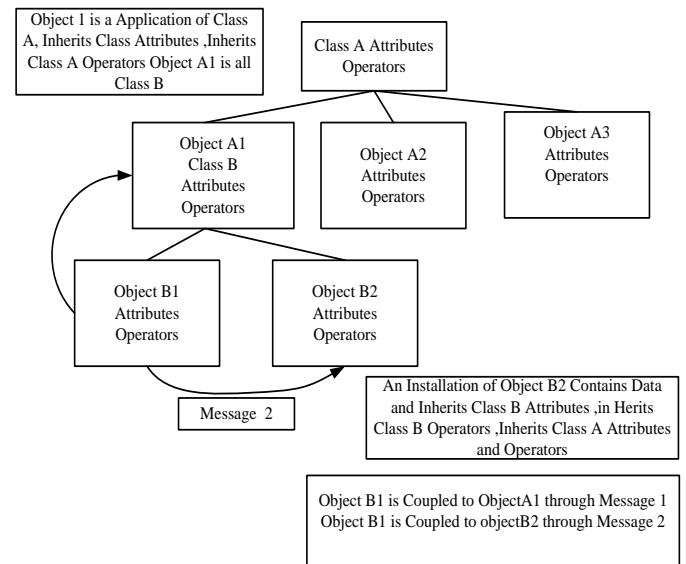 Object 1 is a Application of Class
A, Inherits Class Attributes ,Inherits
Class A Operators Object A1 is all
Class B
Class A Attributes
Operators
Object A1
Class B
Attributes
Operators
Object A2
Attributes
Operators
Object A3
Attributes
Operators
Object B1
Attributes
Operators
Object B2
Attributes
Operators
Message 2
An Installation of Object B2 Contains Data
and Inherits Class B Attributes ,in Herits
Class B Operators ,Inherits Class A Attributes
and Operators
Object B1 is Coupled to ObjectA1 through Message 1
Object B1 is Coupled to objectB2 through Message 2